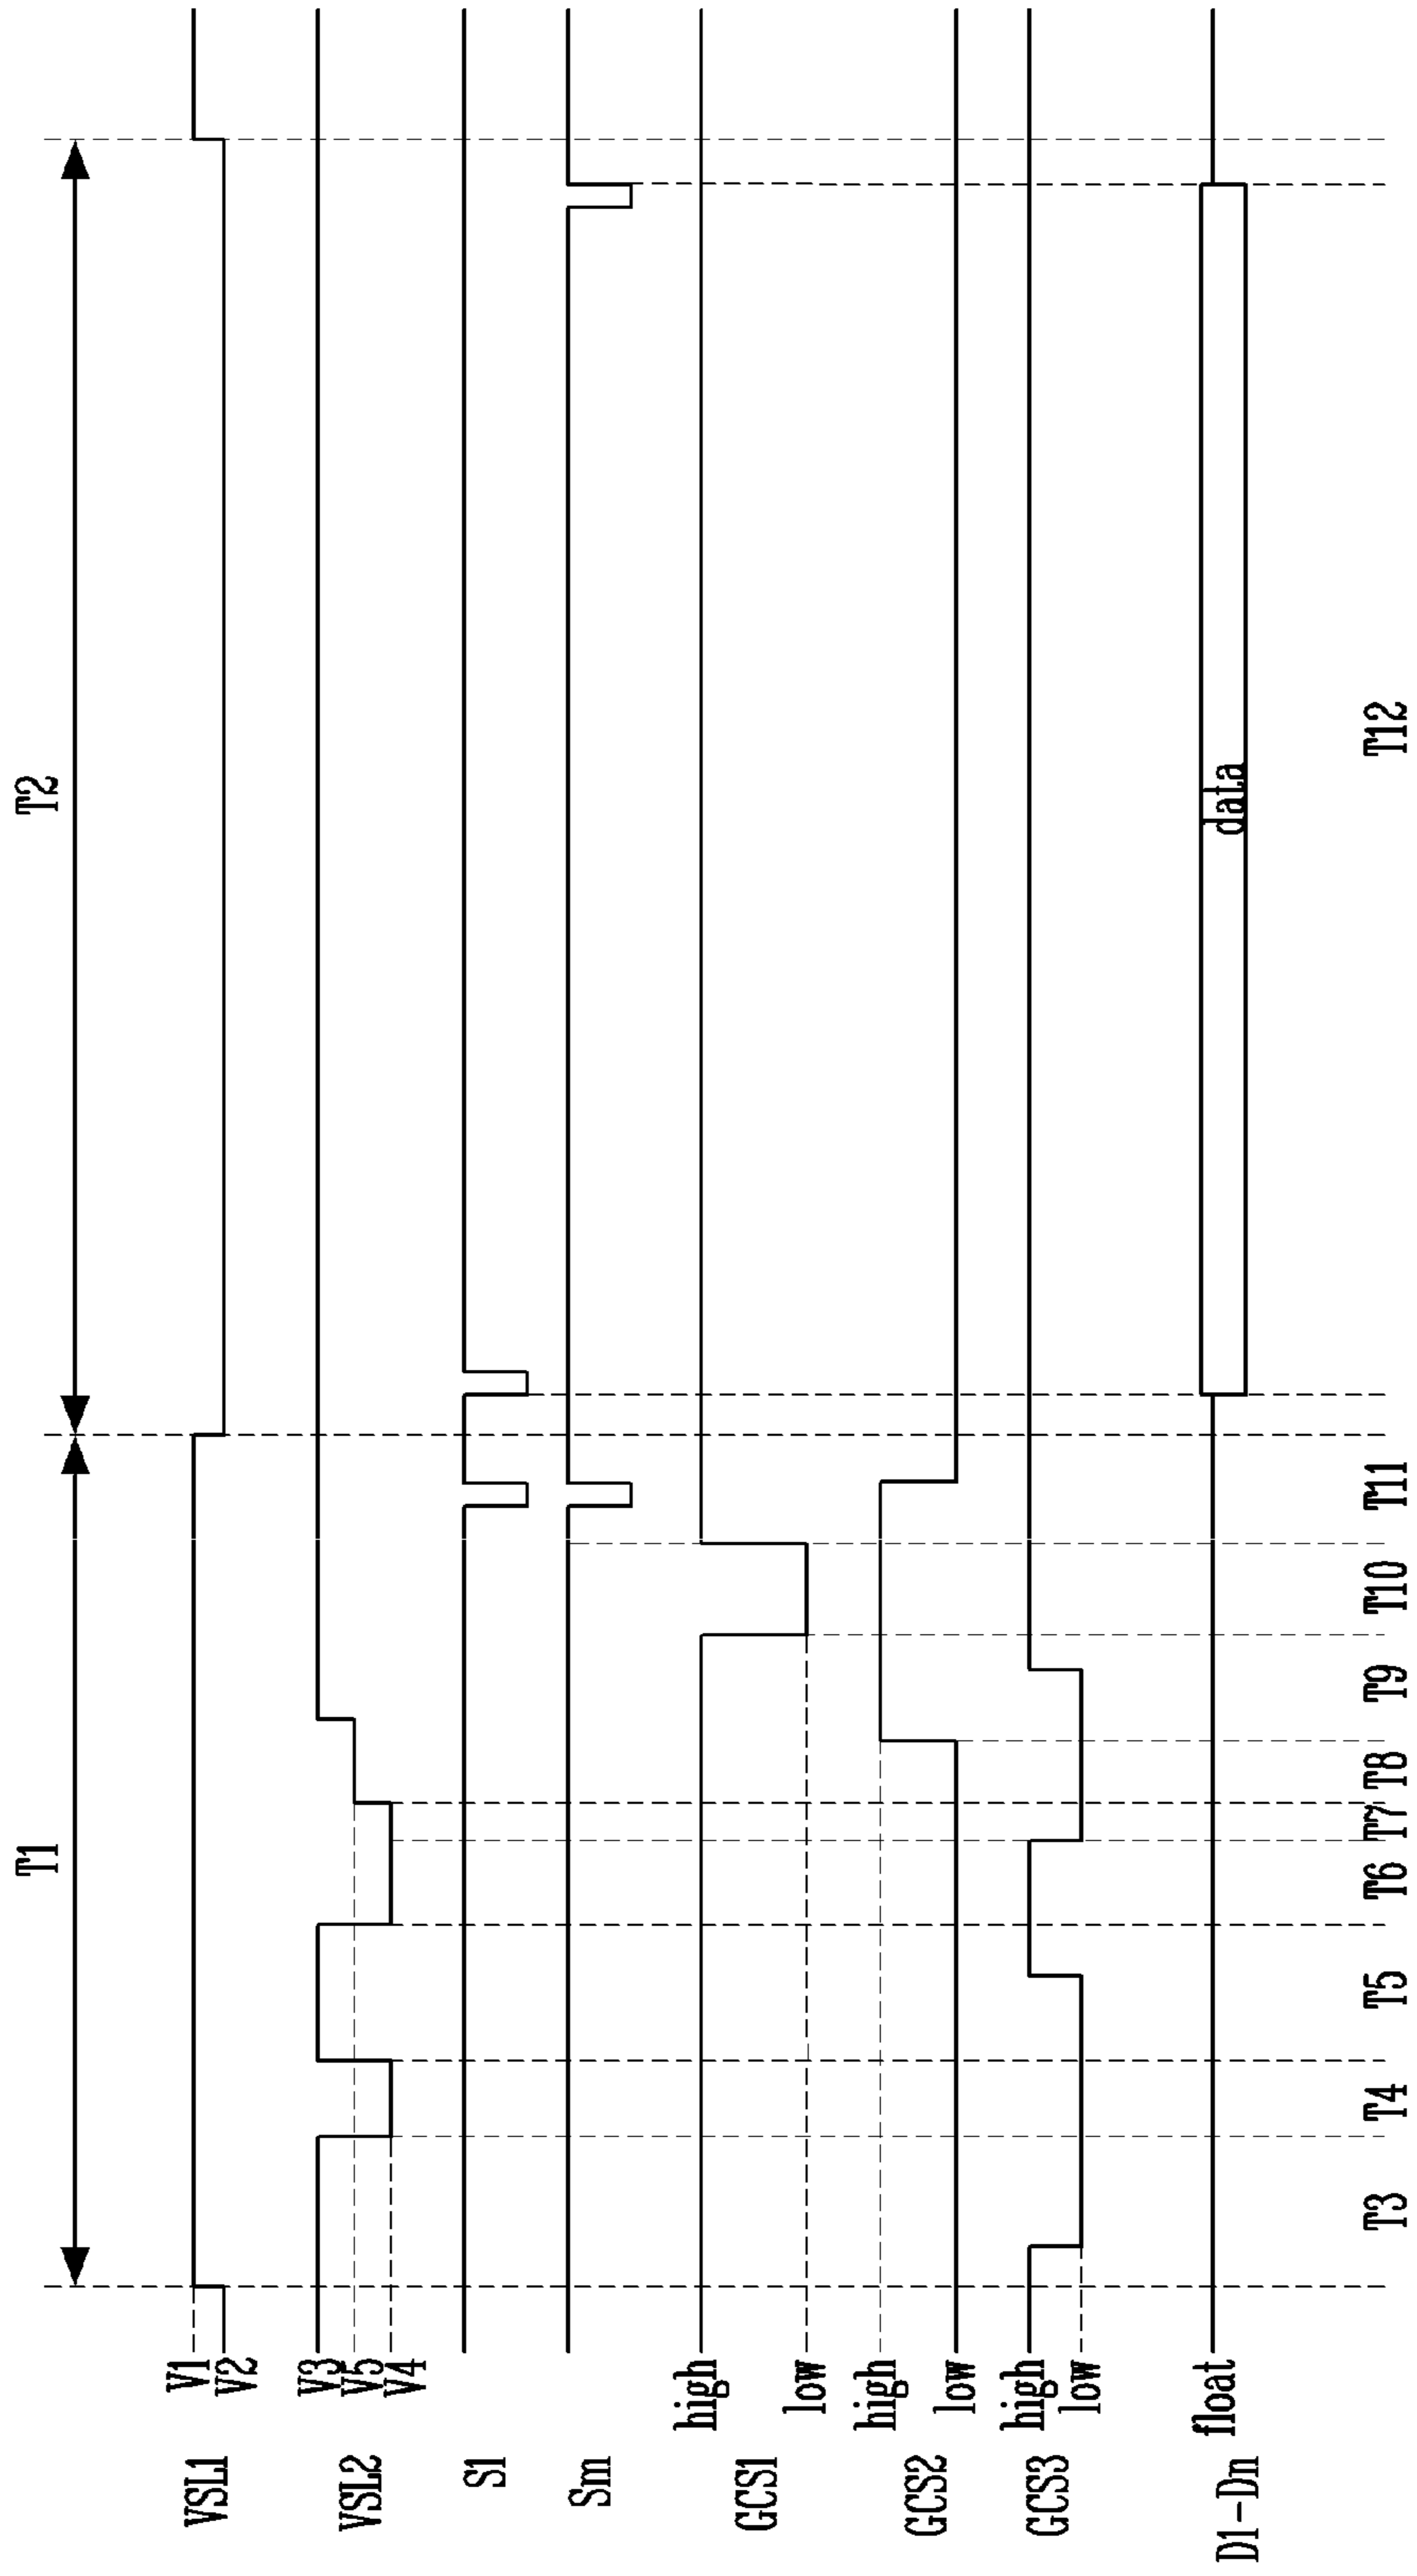 T1 T2
VSL1 V1
V2
VSL2 V3
V5
V4
S1
Sm
GCS1 high
low
GCS2 high
low
GCS3 high
low
D1-Dn float data
T3 T4 T5 T6 T7 T8 T9 T10 T11 T12